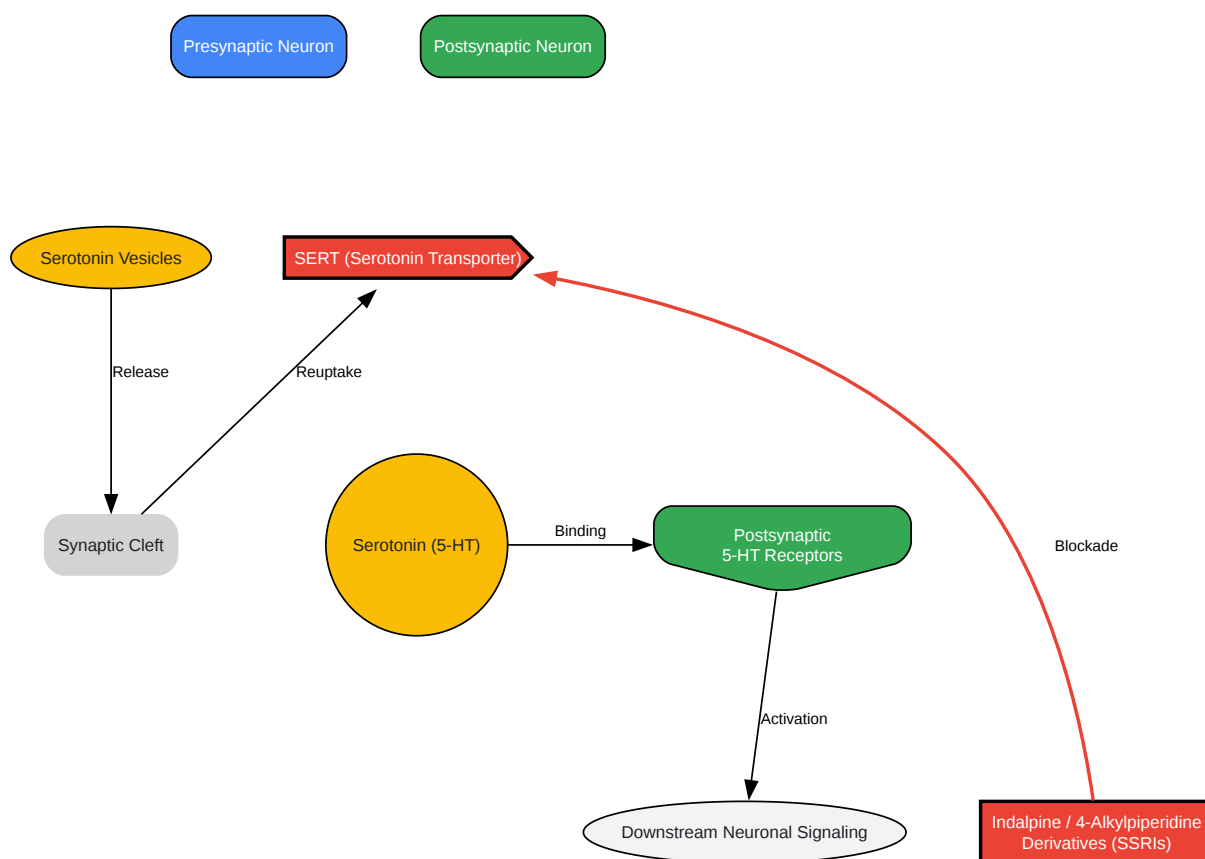 Presynaptic Neuron
Postsynaptic Neuron
Serotonin Vesicles
SERT (Serotonin Transporter)
Release
Reuptake
Synaptic Cleft
Serotonin (5-HT)
Binding
Postsynaptic
5-HT Receptors
Blockade
Activation
Downstream Neuronal Signaling
Indalpine / 4-Alkylpiperidine
Derivatives (SSRIs)